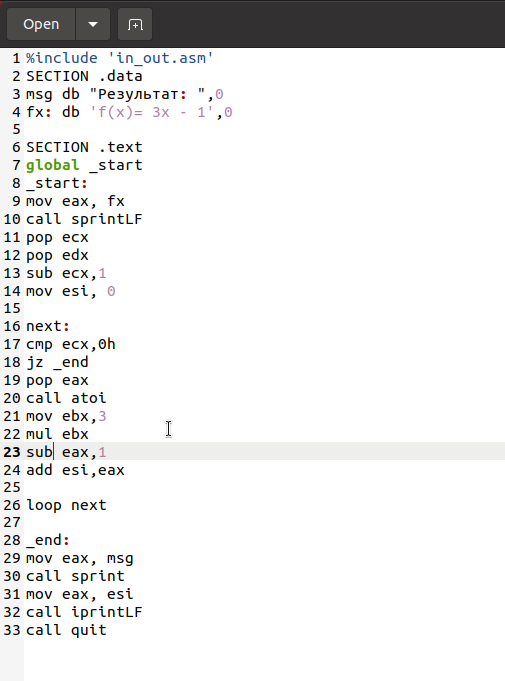 Open
1 %include 'in_out.asm'
2 SECTION .data
3 msg db "Результат: ",0
4 fx: db 'f(x)= 3x - 1',0
5
6 SECTION .text
7 global _start
8 _start:
9 mov eax, fx
10 call sprintLF
11 pop ecx
12 pop edx
13 sub ecx,1
14 mov esi, 0
15
16 next:
17 cmp ecx,0h
18 jz _end
19 pop eax
20 call atoi
21 mov ebx,3
22 mul ebx
23 sub eax,1
24 add esi,eax
25
26 loop next
27
28 _end:
29 mov eax, msg
30 call sprint
31 mov eax, esi
32 call iprintLF
33 call quit